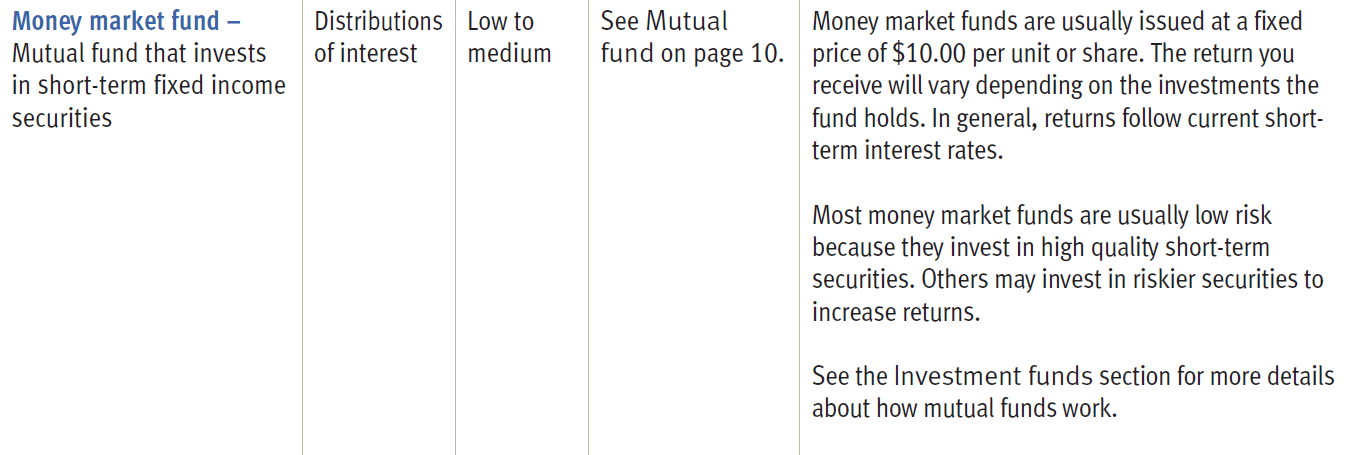 Money market fund –
Mutual fund that invests
in short-term fixed income
securities
Distributions
of interest
Low to
medium
See Mutual
fund on page 10.
Money market funds are usually issued at a fixed
price of $10.00 per unit or share. The return you
receive will vary depending on the investments the
fund holds. In general, returns follow current short-
term interest rates.
Most money market funds are usually low risk
because they invest in high quality short-term
securities. Others may invest in riskier securities to
increase returns.
See the Investment funds section for more details
about how mutual funds work.